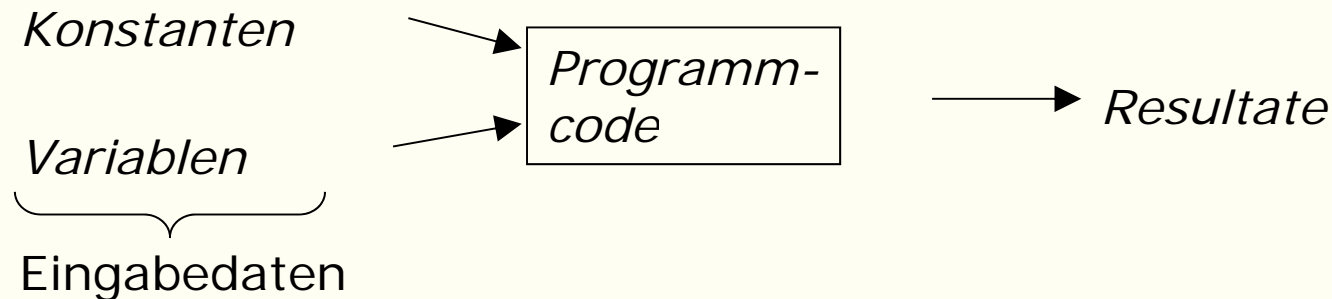 Konstanten
Programm-
code
Resultate
Variablen
Eingabedaten